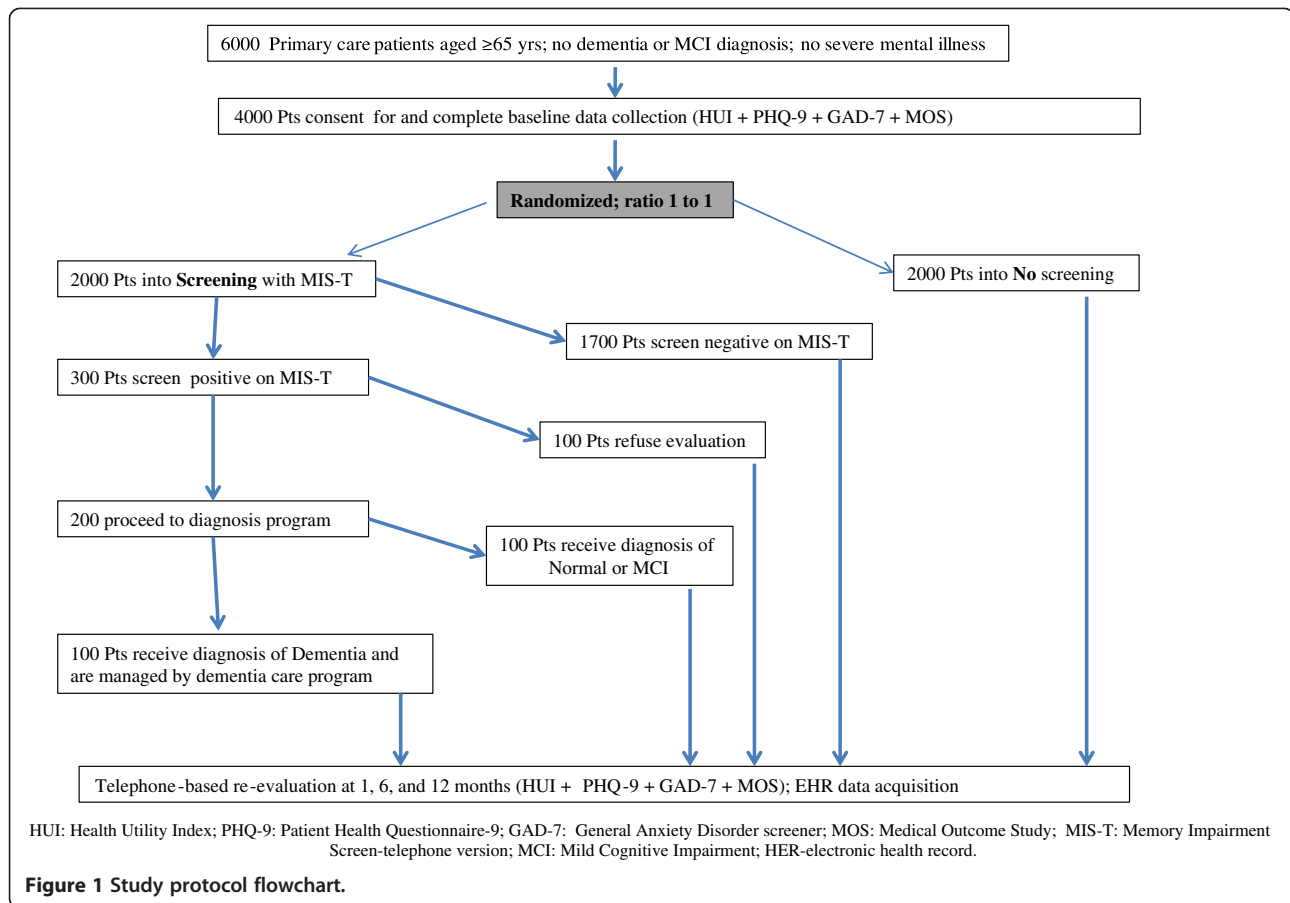 6000 Primary care patients aged ≥65 yrs; no dementia or MCI diagnosis; no severe mental illness
4000 Pts consent for and complete baseline data collection (HUI + PHQ-9 + GAD-7 + MOS)
Randomized; ratio 1 to 1
2000 Pts into Screening with MIS-T
2000 Pts into No screening
1700 Pts screen negative on MIS-T
300 Pts screen positive on MIS-T
100 Pts refuse evaluation
200 proceed to diagnosis program
100 Pts receive diagnosis of
Normal or MCI
100 Pts receive diagnosis of Dementia and
are managed by dementia care program
Telephone-based re-evaluation at 1, 6, and 12 months (HUI + PHQ-9 + GAD-7 + MOS); EHR data acquisition
HUI: Health Utility Index; PHQ-9: Patient Health Questionnaire-9; GAD-7: General Anxiety Disorder screener; MOS: Medical Outcome Study; MIS-T: Memory Impairment
Screen-telephone version; MCI: Mild Cognitive Impairment; HER-electronic health record.
Figure 1 Study protocol flowchart.